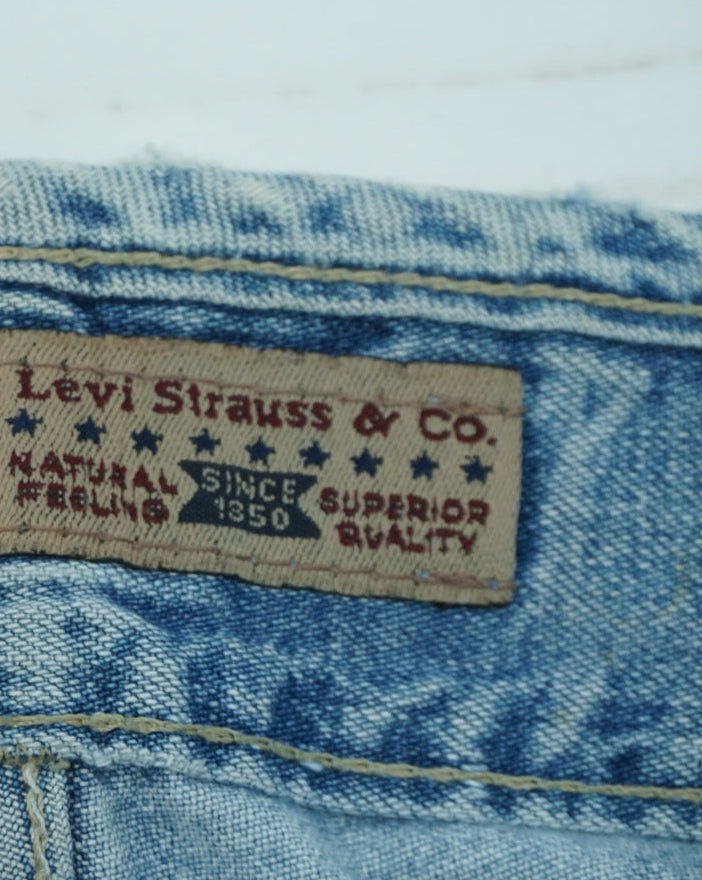 Levi Strauss & Co.
NATURAL
FEELING
SINCE
1850
SUPERIOR
QUALITY